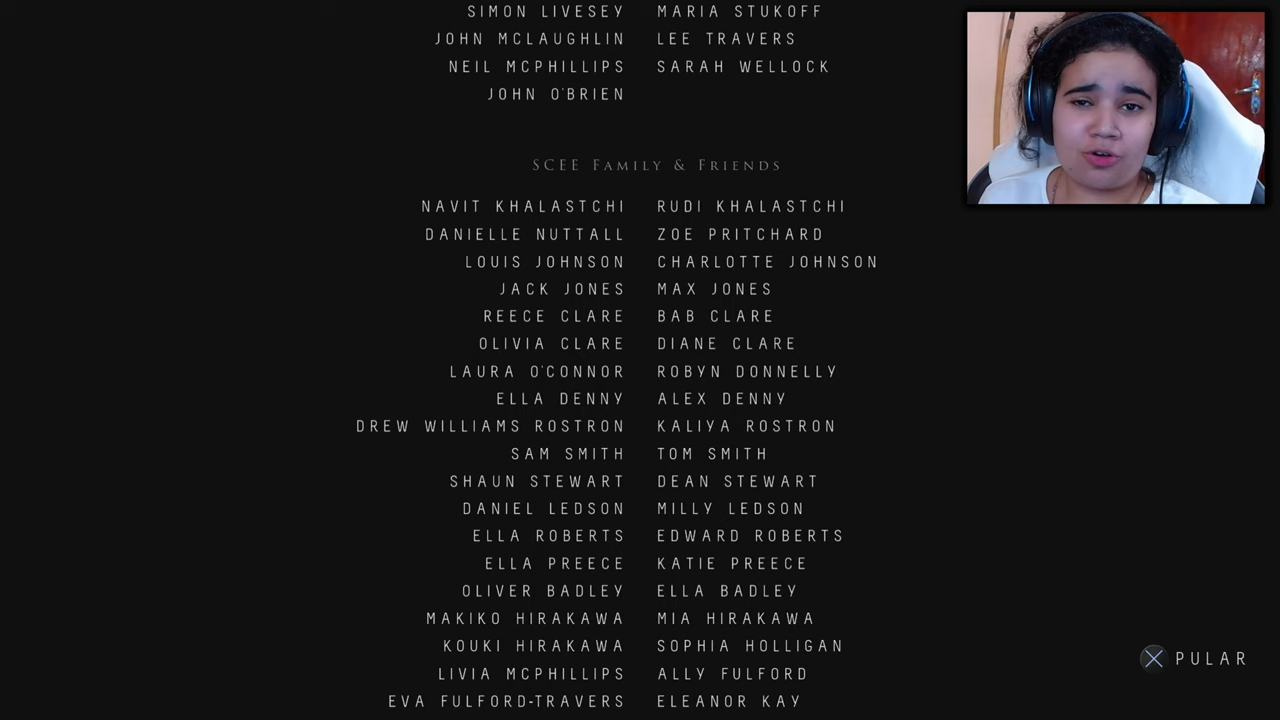 SIMON LIVESEY MARIA STUKOFF
JOHN MCLAUGHLIN LEE TRAVERS
NEIL MCPHILLIPS SARAH WELLOCK
JOHN O'BRIEN
SCEE FAMILY & FRIENDS
NAVIT KHALASTCHI RUDI KHALASTCHI
DANIELLE NUTTALL ZOE PRITCHARD
LOUIS JOHNSON CHARLOTTE JOHNSON
JACK JONES MAX JONES
REECE CLARE BAB CLARE
OLIVIA CLARE DIANE CLARE
LAURA O'CONNOR ROBYN DONNELLY
ELLA DENNY ALEX DENNY
DREW WILLIAMS ROSTRON KALIYA ROSTRON
SAM SMITH TOM SMITH
SHAUN STEWART DEAN STEWART
DANIEL LEDSON MILLY LEDSON
ELLA ROBERTS EDWARD ROBERTS
ELLA PREECE KATIE PREECE
OLIVER BADLEY ELLA BADLEY
MAKIKO HIRAKAWA MIA HIRAKAWA
KOUKI HIRAKAWA SOPHIA HOLLIGAN
LIVIA MCPHILLIPS ALLY FULFORD
EVA FULFORD-TRAVERS ELEANOR KAY
PULAR